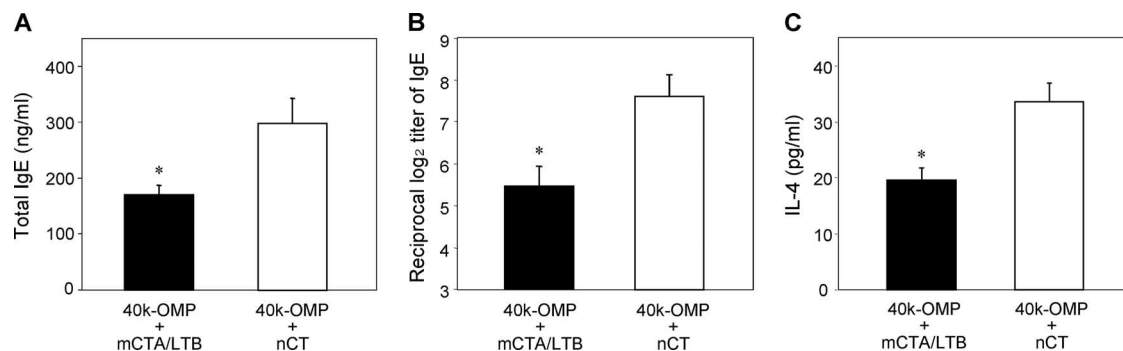 A
Total IgE (ng/ml)
400
300
200
100
0
*
40k-OMP
+
mCTA/LTB
40k-OMP
+
nCT
B
Reciprocal log₂ titer of IgE
9
8
7
6
5
4
3
*
40k-OMP
+
mCTA/LTB
40k-OMP
+
nCT
C
IL-4 (pg/ml)
40
30
20
10
0
*
40k-OMP
+
mCTA/LTB
40k-OMP
+
nCT